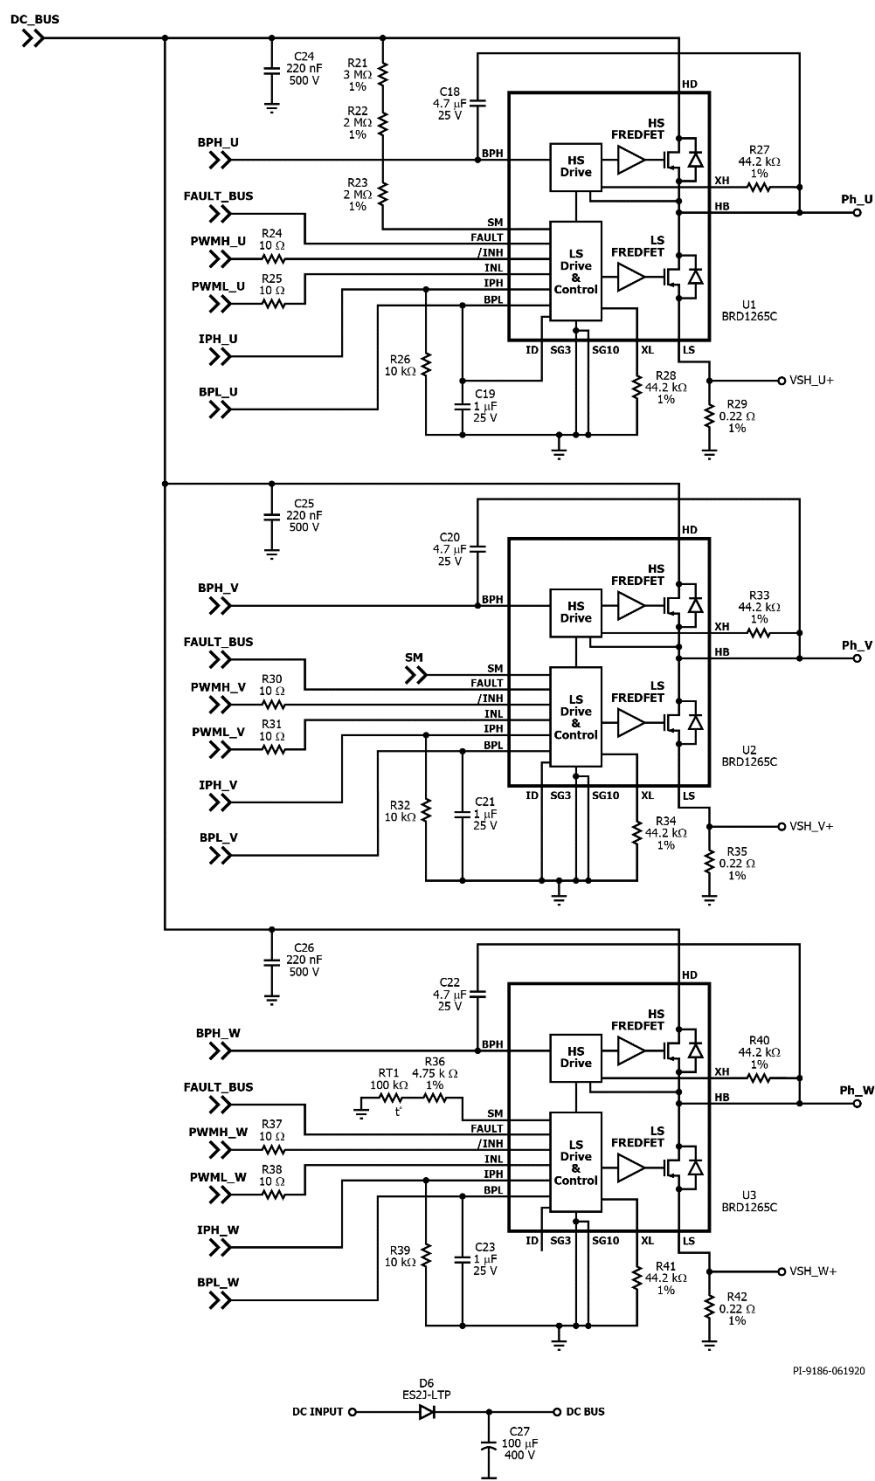 DC_BUS
C24
220 nF
500 V
R21
3 MΩ
1%
R22
2 MΩ
1%
R23
2 MΩ
1%
C18
4.7 µF
25 V
HD
BPH_U
BPH
HS
Drive
HS
FREDFET
R27
44.2 kΩ
1%
XH
HB
Ph_U
FAULT_BUS
PWMH_U
R24
10 Ω
PWML_U
R25
10 Ω
IPH_U
BPL_U
SM
FAULT
/INH
INL
IPH
BPL
LS
Drive
&
Control
LS
FREDFET
U1
BRD1265C
ID
SG3
SG10
XL
LS
R26
10 kΩ
C19
1 µF
25 V
R28
44.2 kΩ
1%
VSH_U+
R29
0.22 Ω
1%
C25
220 nF
500 V
C20
4.7 µF
25 V
HD
BPH_V
BPH
HS
Drive
HS
FREDFET
R33
44.2 kΩ
1%
XH
HB
Ph_V
FAULT_BUS
SM
PWMH_V
R30
10 Ω
PWML_V
R31
10 Ω
IPH_V
BPL_V
SM
FAULT
/INH
INL
IPH
BPL
LS
Drive
&
Control
LS
FREDFET
U2
BRD1265C
ID
SG3
SG10
XL
LS
R32
10 kΩ
C21
1 µF
25 V
R34
44.2 kΩ
1%
VSH_V+
R35
0.22 Ω
1%
C26
220 nF
500 V
C22
4.7 µF
25 V
HD
BPH_W
BPH
HS
Drive
HS
FREDFET
R40
44.2 kΩ
1%
XH
HB
Ph_W
RT1
100 kΩ
t°
R36
4.75 k Ω
1%
FAULT_BUS
PWMH_W
R37
10 Ω
PWML_W
R38
10 Ω
IPH_W
BPL_W
SM
FAULT
/INH
INL
IPH
BPL
LS
Drive
&
Control
LS
FREDFET
U3
BRD1265C
ID
SG3
SG10
XL
LS
R39
10 kΩ
C23
1 µF
25 V
R41
44.2 kΩ
1%
VSH_W+
R42
0.22 Ω
1%
PI-9186-061920
D6
ES2J-LTP
DC INPUT
DC BUS
C27
100 µF
400 V